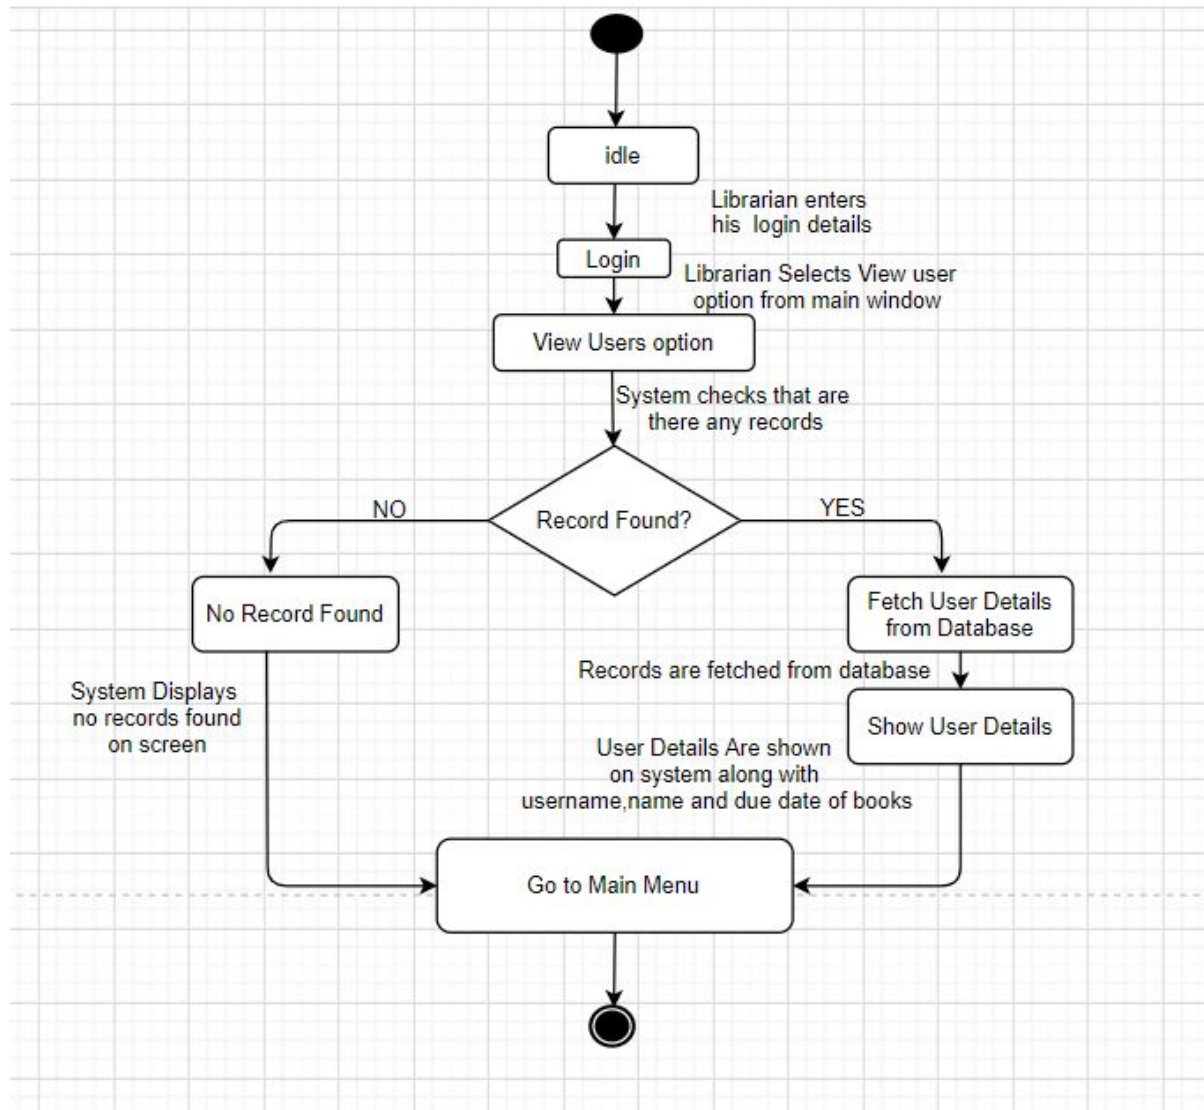 idle
Librarian enters
his login details
Login
Librarian Selects View user
option from main window
View Users option
System checks that are
there any records
NO
Record Found?
YES
No Record Found
Fetch User Details
from Database
Records are fetched from database
System Displays
no records found
on screen
Show User Details
User Details Are shown
on system along with
username,name and due date of books
Go to Main Menu